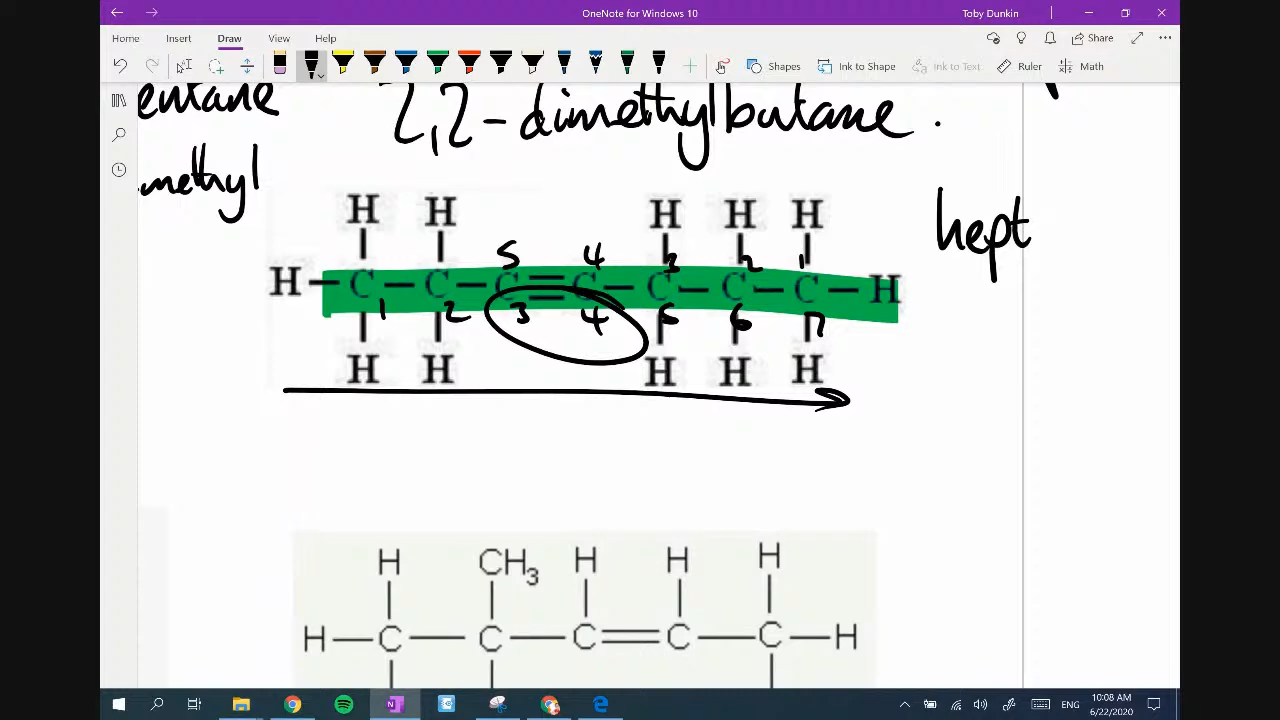 OneNote for Windows 10
Toby Dunkin
Home Insert Draw View Help
Share
Shapes Ink to Shape Ink to Text Ruler Math
entane 2,2-dimethylbutane.
methyl
hept
H H H H H
5 4 3 2 1
H - C - C - C = C - C - C - C - H
1 2 3 4 5 6 7
H H H H H
H CH3 H H H
H - C - C - C = C - C - H
ENG
10:08 AM
6/22/2020